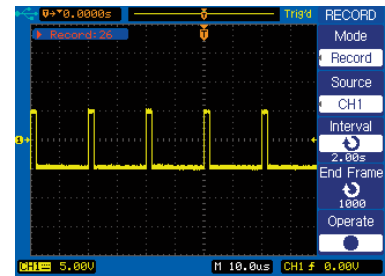 0.0000s Trig'd RECORD
Record:26
T
Mode
Record
Source
CH1
Interval
2.00s
End Frame
1000
Operate
1
CH1 5.00V M 10.0us CH1 0.00V